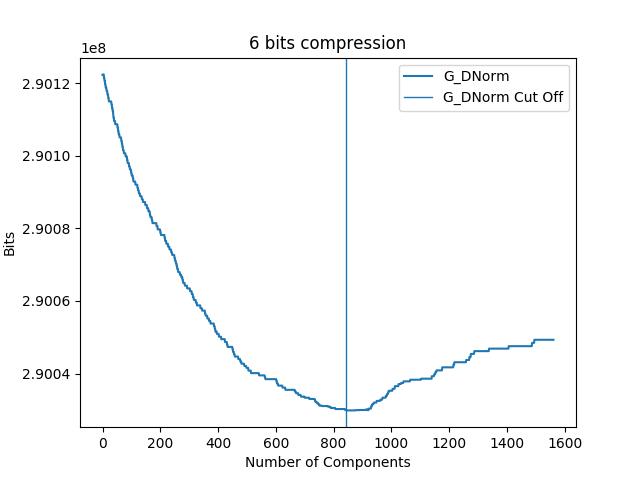 6 bits compression
1e8
G_DNorm
G_DNorm Cut Off
2.9012
2.9010
2.9008
2.9006
2.9004
Bits
0 200 400 600 800 1000 1200 1400 1600
Number of Components